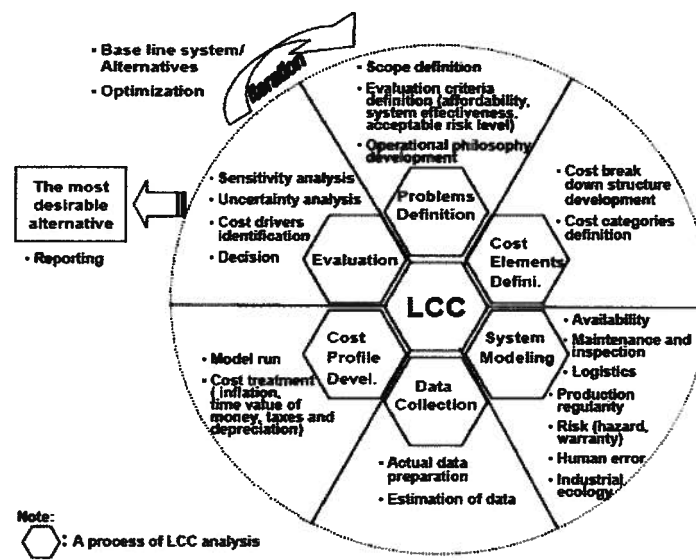 • Base line system/
Alternatives
• Optimization
Iteration
• Scope definition
• Evaluation criteria
definition (affordability,
system effectiveness,
acceptable risk level)
• Operational philosophy
development
Problems
Definition
• Cost break
down structure
development
• Cost categories
definition
Cost
Elements
Defini.
• Availability
• Maintenance and
inspection
• Logistics
• Production
regularity
• Risk (hazard,
warranty)
• Human error
• Industrial
ecology
System
Modeling
Data
Collection
• Actual data
preparation
• Estimation of data
Cost
Profile
Devel.
• Model run
• Cost treatment
( inflation,
time value of
money, taxes and
depreciation)
Evaluation
• Sensitivity analysis
• Uncertainty analysis
• Cost drivers
identification
• Decision
LCC
The most
desirable
alternative
• Reporting
Note:
: A process of LCC analysis